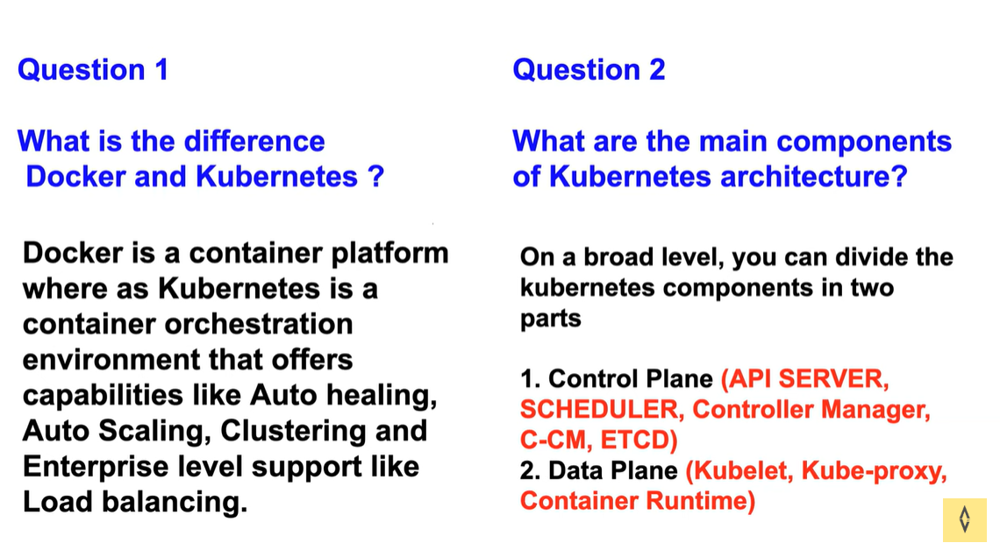 Question 1
What is the difference
Docker and Kubernetes ?
Docker is a container platform
where as Kubernetes is a
container orchestration
environment that offers
capabilities like Auto healing,
Auto Scaling, Clustering and
Enterprise level support like
Load balancing.
Question 2
What are the main components
of Kubernetes architecture?
On a broad level, you can divide the
kubernetes components in two
parts
1. Control Plane (API SERVER,
SCHEDULER, Controller Manager,
C-CM, ETCD)
2. Data Plane (Kubelet, Kube-proxy,
Container Runtime)